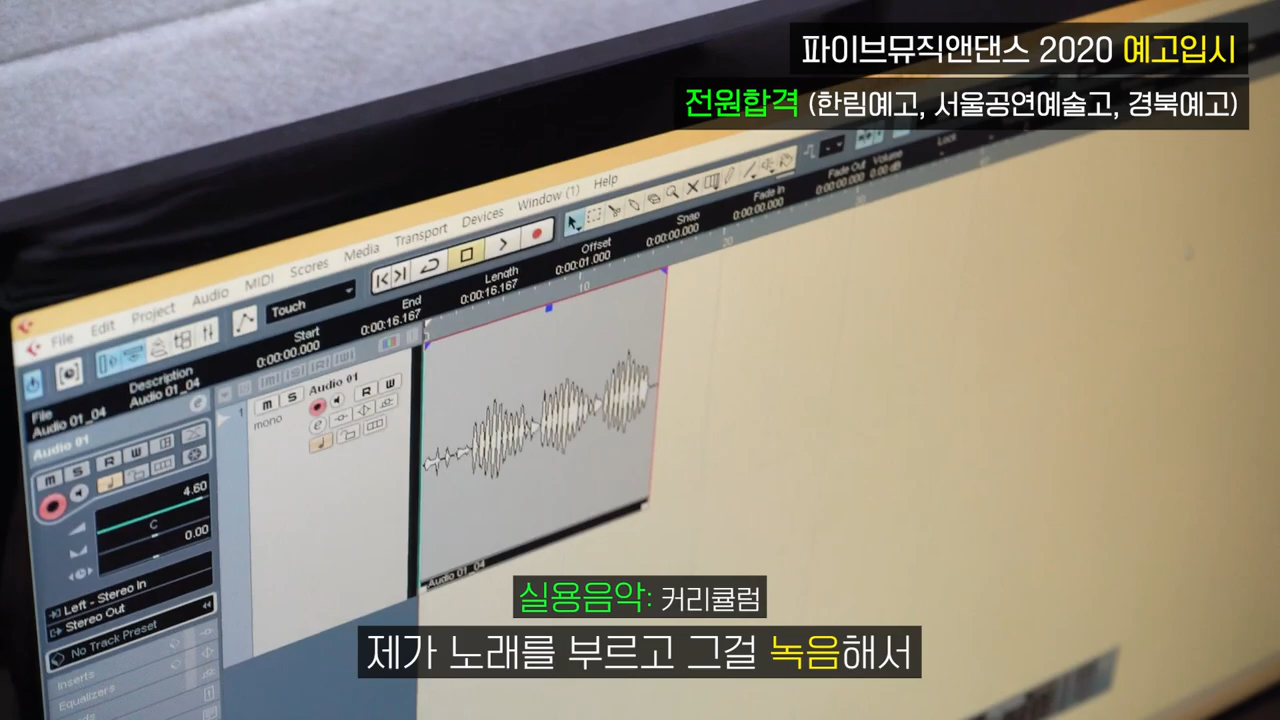 파이브뮤직앤댄스 2020 예고입시
전원합격 (한림예고, 서울공연예술고, 경북예고)
File Edit Project Audio MIDI Scores Media Transport Devices Window (1) Help
Touch
File
Audio 01_04
Description
Audio 01_04
Start
0:00:00.000
End
0:00:16.167
Length
0:00:16.167
Offset
0:00:01.000
Snap
0:00:00.000
Fade In
0:00:00.000
Fade Out
0:00:00.000
Volume
0.00 dB
Lock
10
20
Audio 01
M S R W
4.60
C
0.00
Left - Stereo In
Stereo Out
No Track Preset
Inserts
Equalizers
1
M S Audio 01 R W
mono
Audio 01_04
실용음악: 커리큘럼
제가 노래를 부르고 그걸 녹음해서